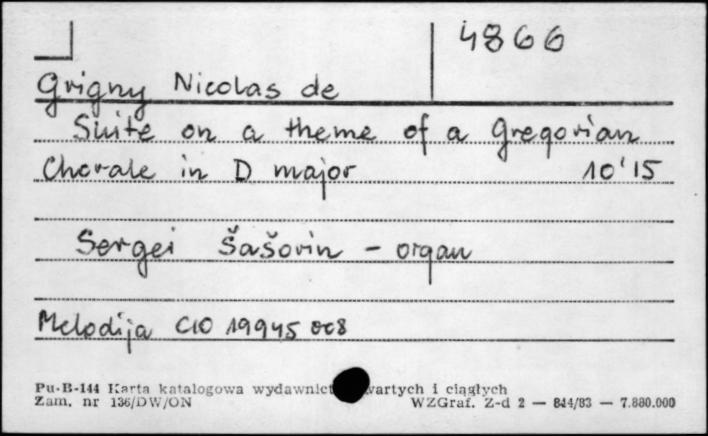 4866
Grigny Nicolas de
Suite on a theme of a Gregorian
Chorale in D major 10'15
Sergei Šašorin - organ
Melodija C10 19945 008
Pu-B-144 Karta katalogowa wydawnict wartych i ciągłych
Zam. nr 136/DW/ON WZGraf. Z-d 2 — 844/83 — 7.880.000